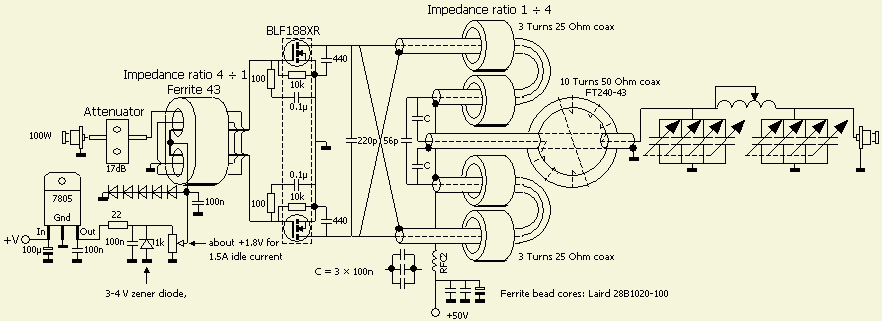 Impedance ratio 1 ÷ 4
3 Turns 25 Ohm coax
BLF188XR
440
Impedance ratio 4 ÷ 1
Ferrite 43
100
10k
0.1µ
10 Turns 50 Ohm coax
FT240-43
Attenuator
100W
17dB
C
220p
56p
C
7805
Gnd
In
Out
+V
100µ
100n
22
100n
1k
100n
0.1µ
10k
100
440
about +1.8V for
1.5A idle current
3-4 V zener diode,
C = 3 × 100n
RFC2
3 Turns 25 Ohm coax
Ferrite bead cores: Laird 28B1020-100
+50V